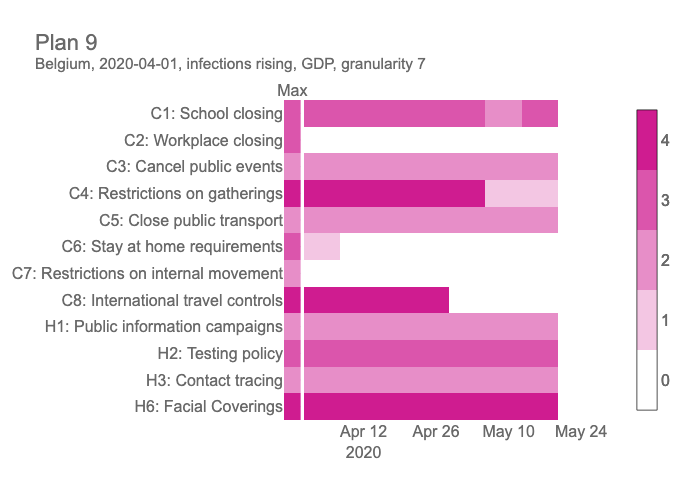 Plan 9
Belgium, 2020-04-01, infections rising, GDP, granularity 7
Max
C1: School closing
C2: Workplace closing
C3: Cancel public events
C4: Restrictions on gatherings
C5: Close public transport
C6: Stay at home requirements
C7: Restrictions on internal movement
C8: International travel controls
H1: Public information campaigns
H2: Testing policy
H3: Contact tracing
H6: Facial Coverings
Apr 12 Apr 26 May 10 May 24
2020
4
3
2
1
0